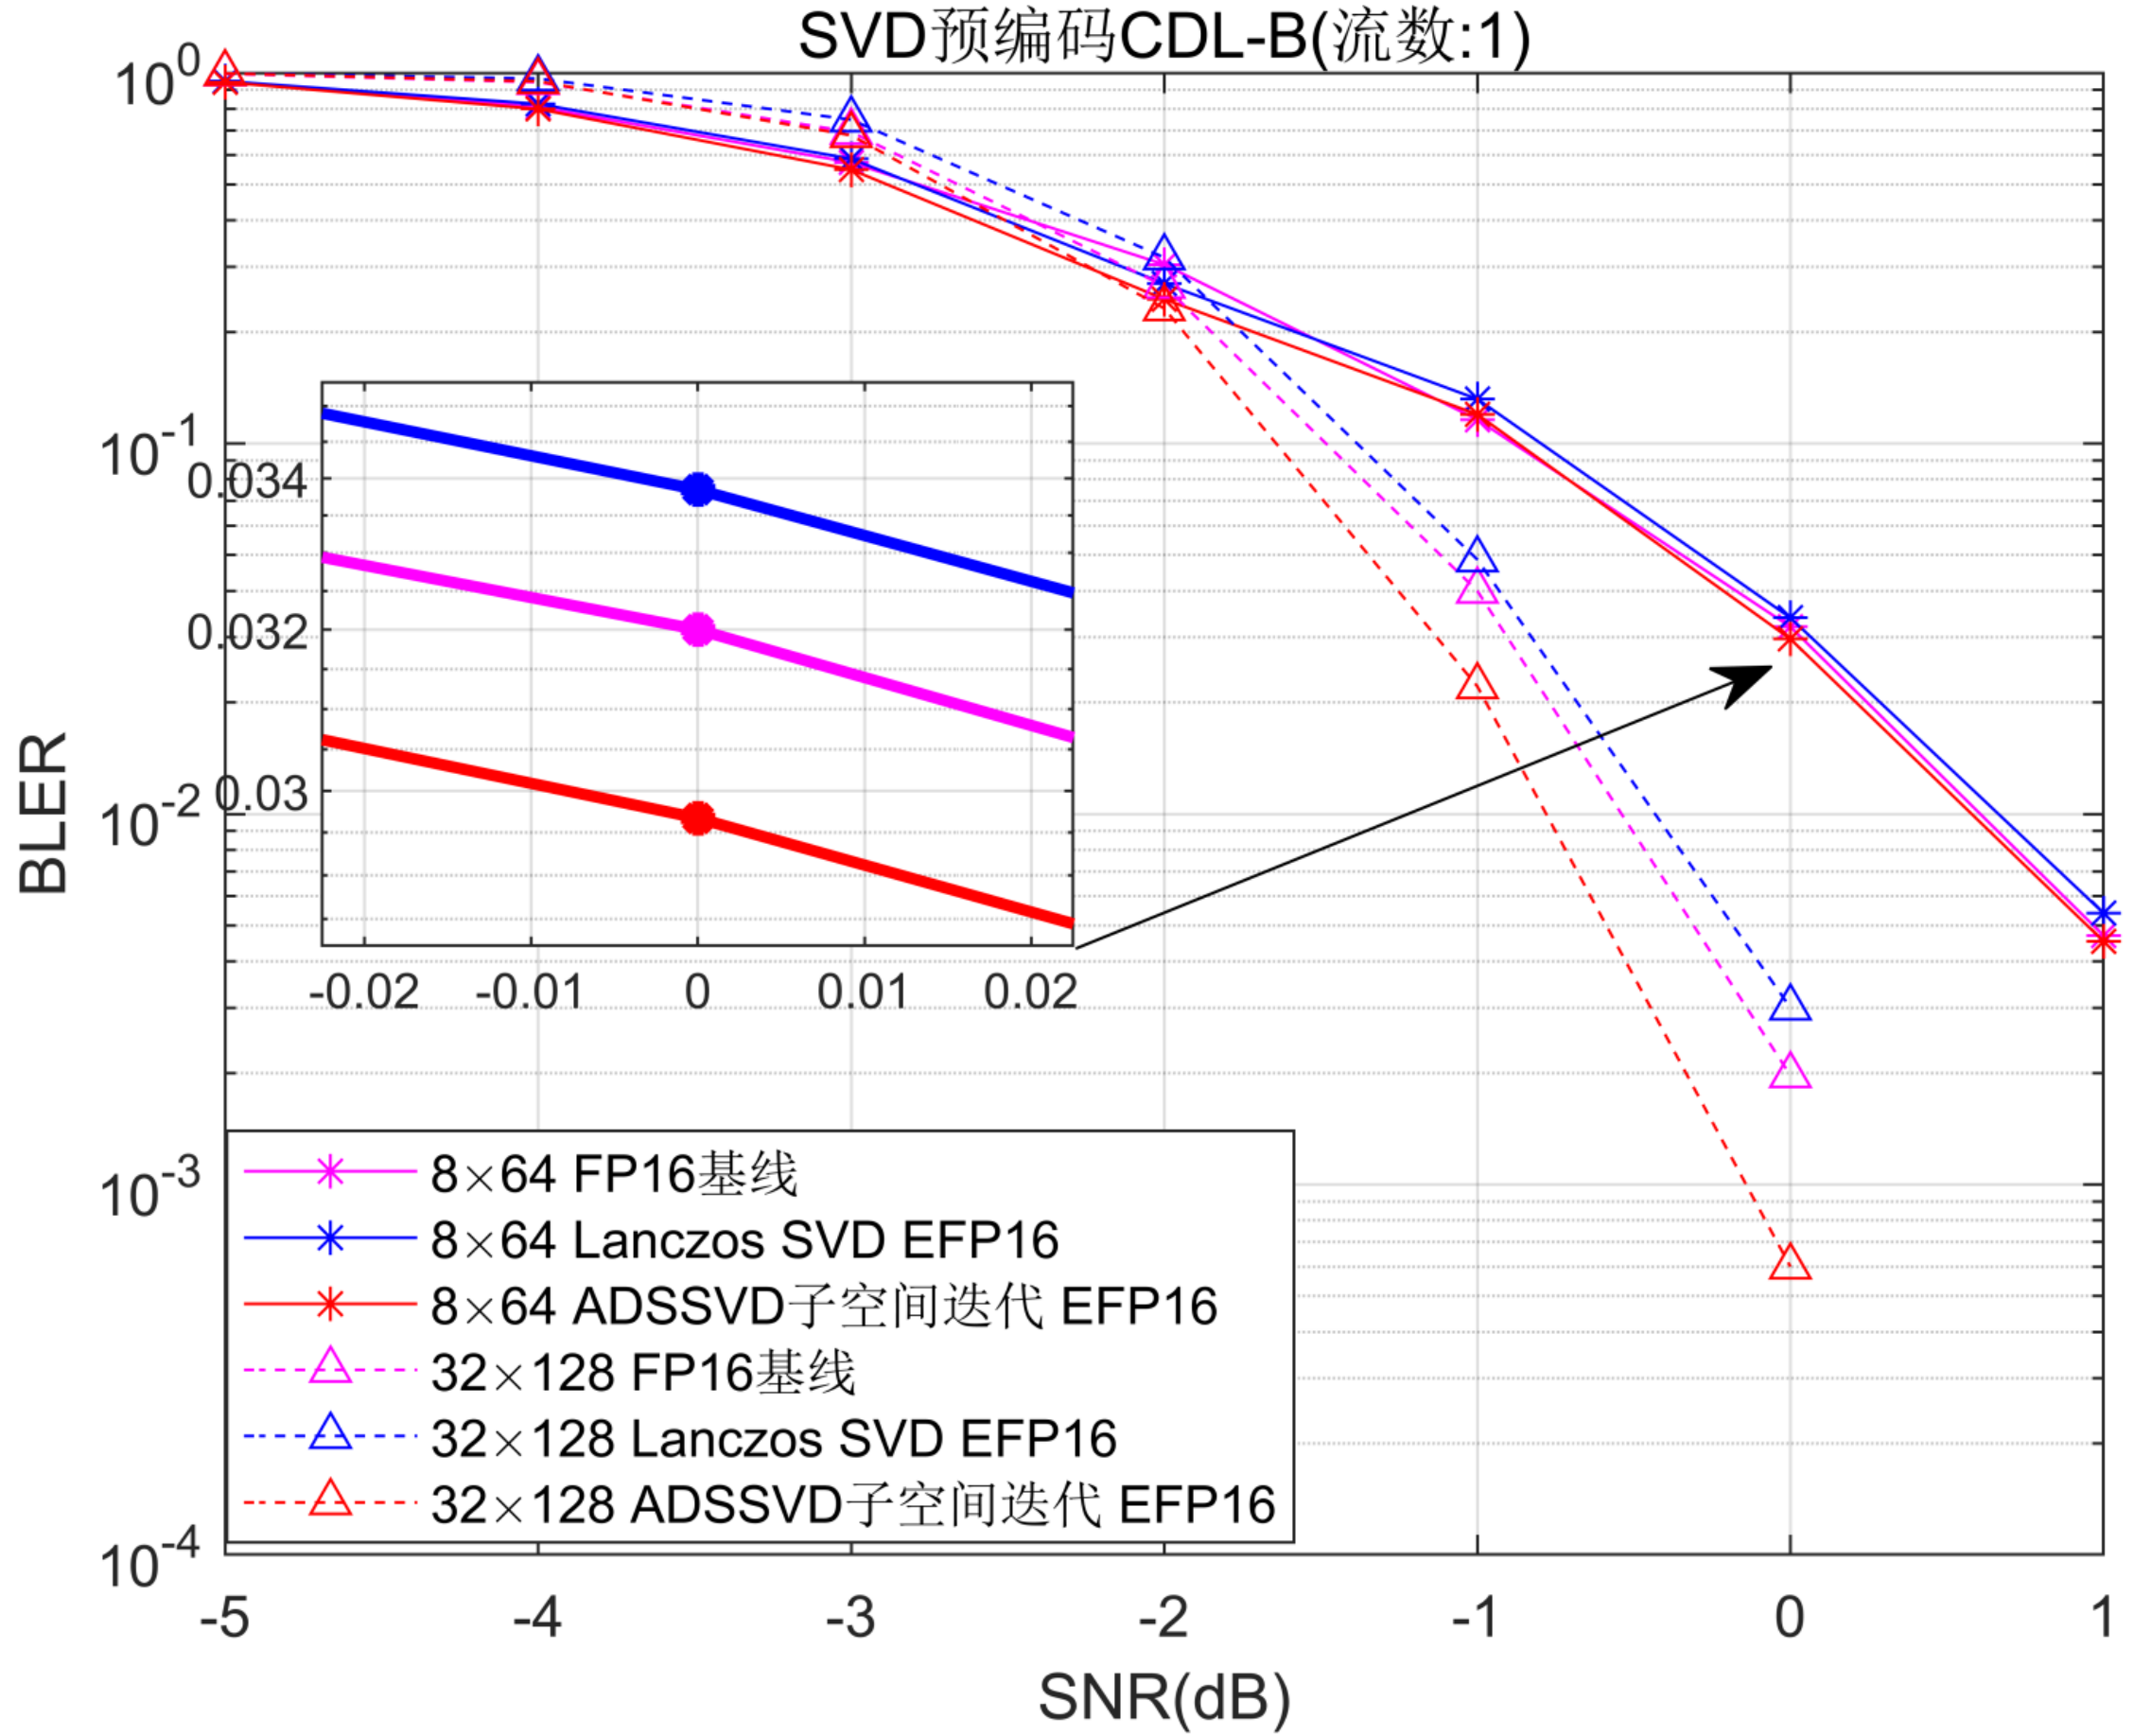 SVD预编码CDL-B(流数:1)
10^0
10^-1
10^-2
10^-3
10^-4
BLER
0.034
0.032
0.03
-0.02 -0.01 0 0.01 0.02
8×64 FP16基线
8×64 Lanczos SVD EFP16
8×64 ADSSVD子空间迭代 EFP16
32×128 FP16基线
32×128 Lanczos SVD EFP16
32×128 ADSSVD子空间迭代 EFP16
-5 -4 -3 -2 -1 0 1
SNR(dB)